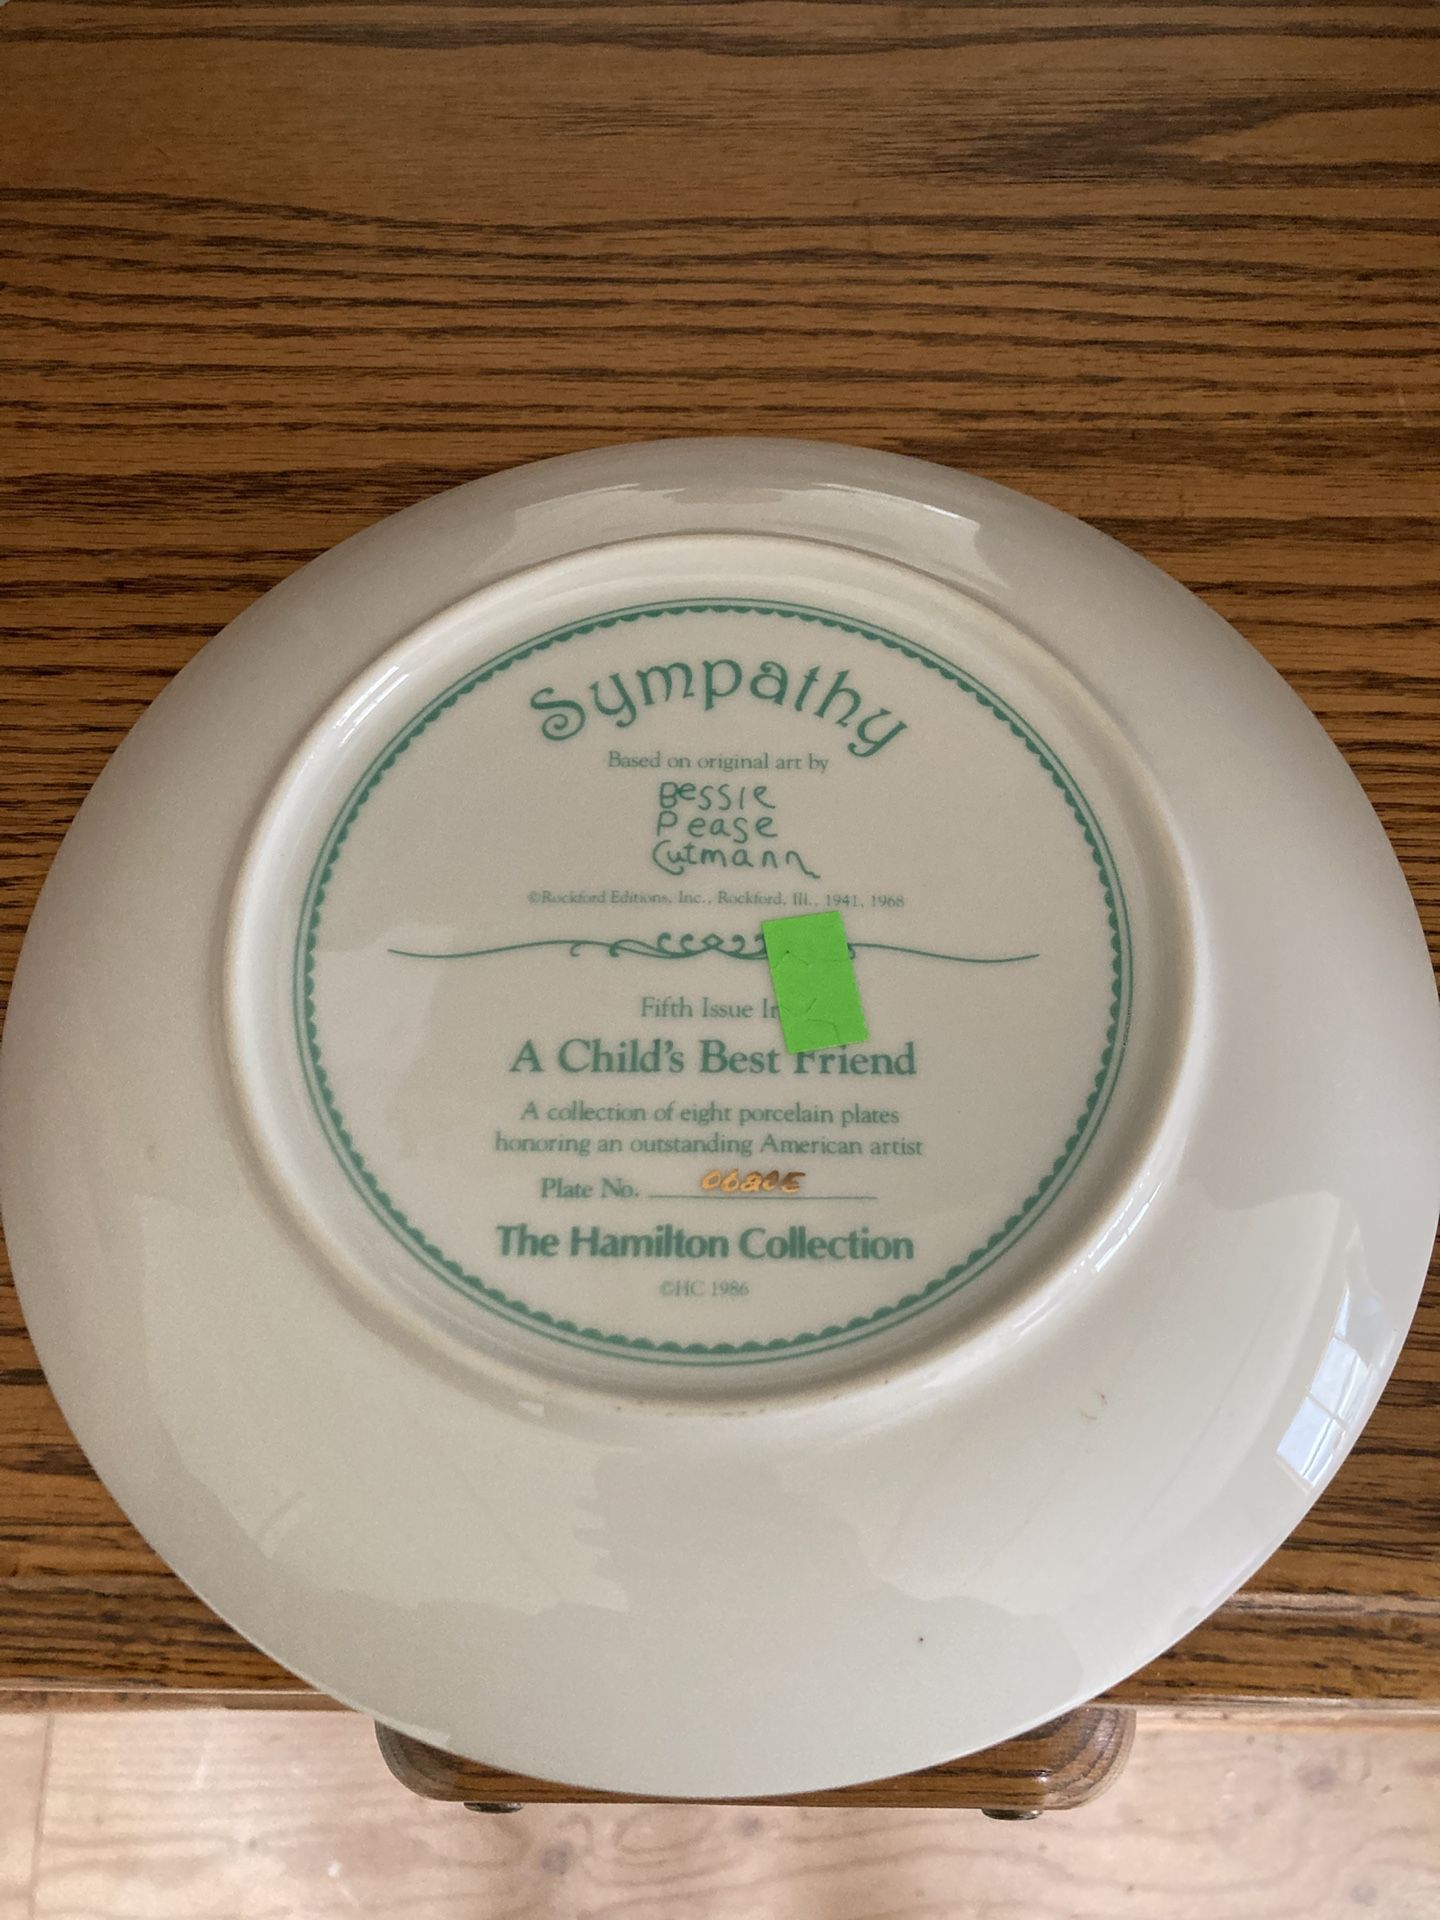 Sympathy
Based on original art by
Bessie
Pease
Gutmann
©Rockford Editions, Inc., Rockford, Ill., 1941, 1968
Fifth Issue In
A Child's Best Friend
A collection of eight porcelain plates
honoring an outstanding American artist
Plate No.
The Hamilton Collection
©HC 1986